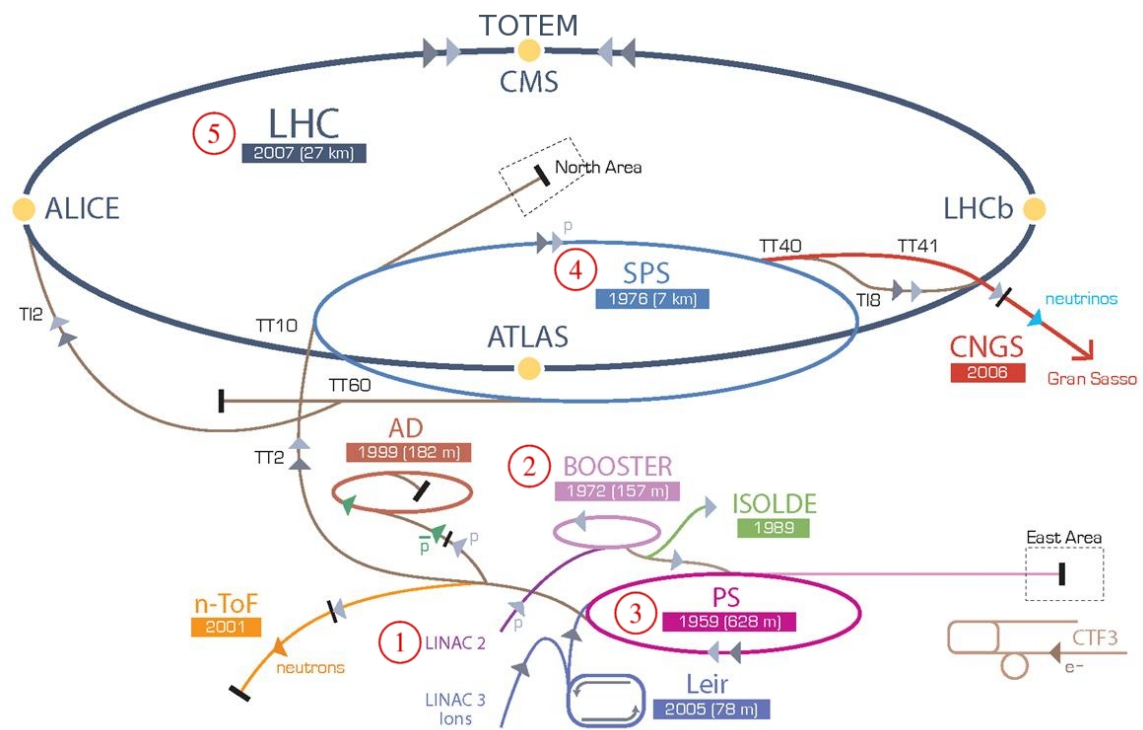 TOTEM
CMS
5
LHC
2007 (27 km)
North Area
ALICE
LHCb
p
TT40
TT41
4
SPS
1976 (7 km)
TI8
neutrinos
TI2
TT10
ATLAS
CNGS
2006
Gran Sasso
TT60
AD
1999 (182 m)
TT2
2
BOOSTER
1972 (157 m)
ISOLDE
1989
p̅
p
East Area
n-ToF
2001
3
PS
1959 (628 m)
1
LINAC 2
p
neutrons
CTF3
e-
LINAC 3
Ions
Leir
2005 (78 m)